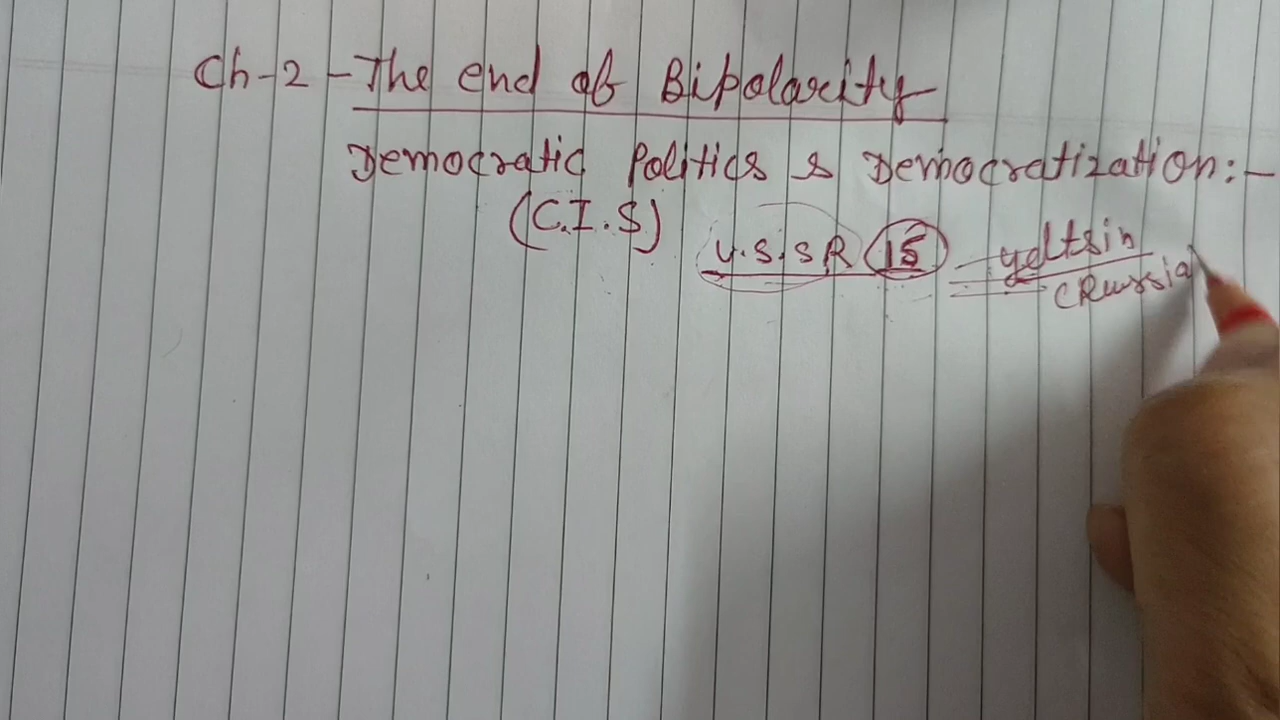 Ch-2 - The end of Bipolarity
Democratic Politics & Democratization:-
(C.I.S) U.S.S.R 15 - yeltsin
(Russia